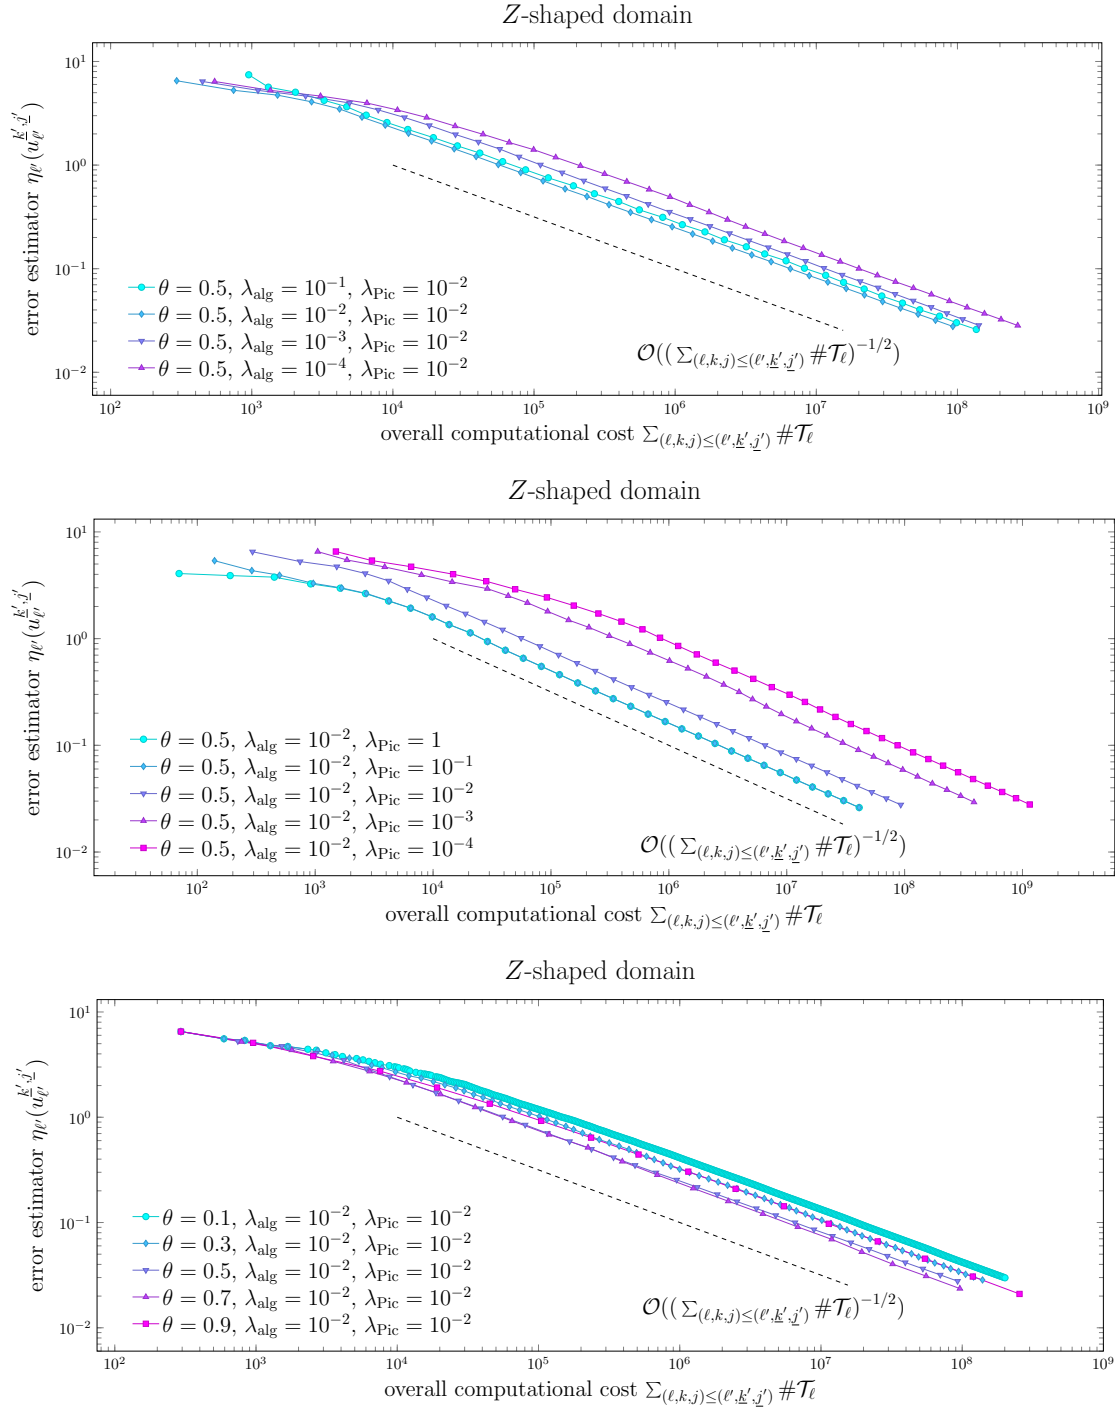 Z-shaped domain
error estimator η_{ℓ′}(u_{ℓ′}^{k̲′,j̲′})
10^1
10^0
10^−1
10^−2
θ = 0.5, λ_alg = 10^−1, λ_Pic = 10^−2
θ = 0.5, λ_alg = 10^−2, λ_Pic = 10^−2
θ = 0.5, λ_alg = 10^−3, λ_Pic = 10^−2
θ = 0.5, λ_alg = 10^−4, λ_Pic = 10^−2
𝒪((Σ_{(ℓ,k,j)≤(ℓ′,k̲′,j̲′)} #𝒯_ℓ)^{−1/2})
10^2 10^3 10^4 10^5 10^6 10^7 10^8 10^9
overall computational cost Σ_{(ℓ,k,j)≤(ℓ′,k̲′,j̲′)} #𝒯_ℓ
Z-shaped domain
error estimator η_{ℓ′}(u_{ℓ′}^{k̲′,j̲′})
10^1
10^0
10^−1
10^−2
θ = 0.5, λ_alg = 10^−2, λ_Pic = 1
θ = 0.5, λ_alg = 10^−2, λ_Pic = 10^−1
θ = 0.5, λ_alg = 10^−2, λ_Pic = 10^−2
θ = 0.5, λ_alg = 10^−2, λ_Pic = 10^−3
θ = 0.5, λ_alg = 10^−2, λ_Pic = 10^−4
𝒪((Σ_{(ℓ,k,j)≤(ℓ′,k̲′,j̲′)} #𝒯_ℓ)^{−1/2})
10^2 10^3 10^4 10^5 10^6 10^7 10^8 10^9
overall computational cost Σ_{(ℓ,k,j)≤(ℓ′,k̲′,j̲′)} #𝒯_ℓ
Z-shaped domain
error estimator η_{ℓ′}(u_{ℓ′}^{k̲′,j̲′})
10^1
10^0
10^−1
10^−2
θ = 0.1, λ_alg = 10^−2, λ_Pic = 10^−2
θ = 0.3, λ_alg = 10^−2, λ_Pic = 10^−2
θ = 0.5, λ_alg = 10^−2, λ_Pic = 10^−2
θ = 0.7, λ_alg = 10^−2, λ_Pic = 10^−2
θ = 0.9, λ_alg = 10^−2, λ_Pic = 10^−2
𝒪((Σ_{(ℓ,k,j)≤(ℓ′,k̲′,j̲′)} #𝒯_ℓ)^{−1/2})
10^2 10^3 10^4 10^5 10^6 10^7 10^8 10^9
overall computational cost Σ_{(ℓ,k,j)≤(ℓ′,k̲′,j̲′)} #𝒯_ℓ